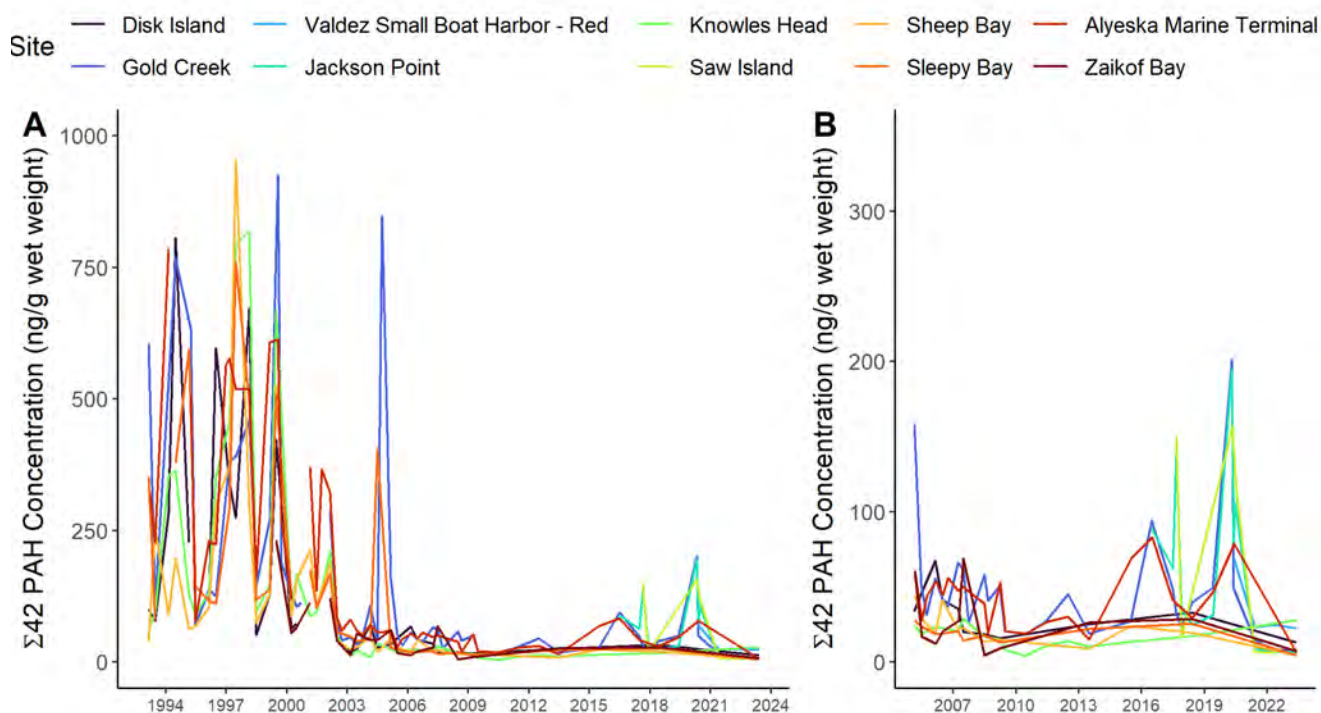 Site
Disk Island
Valdez Small Boat Harbor - Red
Knowles Head
Sheep Bay
Alyeska Marine Terminal
Gold Creek
Jackson Point
Saw Island
Sleepy Bay
Zaikof Bay
A
Σ42 PAH Concentration (ng/g wet weight)
1000
750
500
250
0
1994 1997 2000 2003 2006 2009 2012 2015 2018 2021 2024
B
Σ42 PAH Concentration (ng/g wet weight)
300
200
100
0
2007 2010 2013 2016 2019 2022